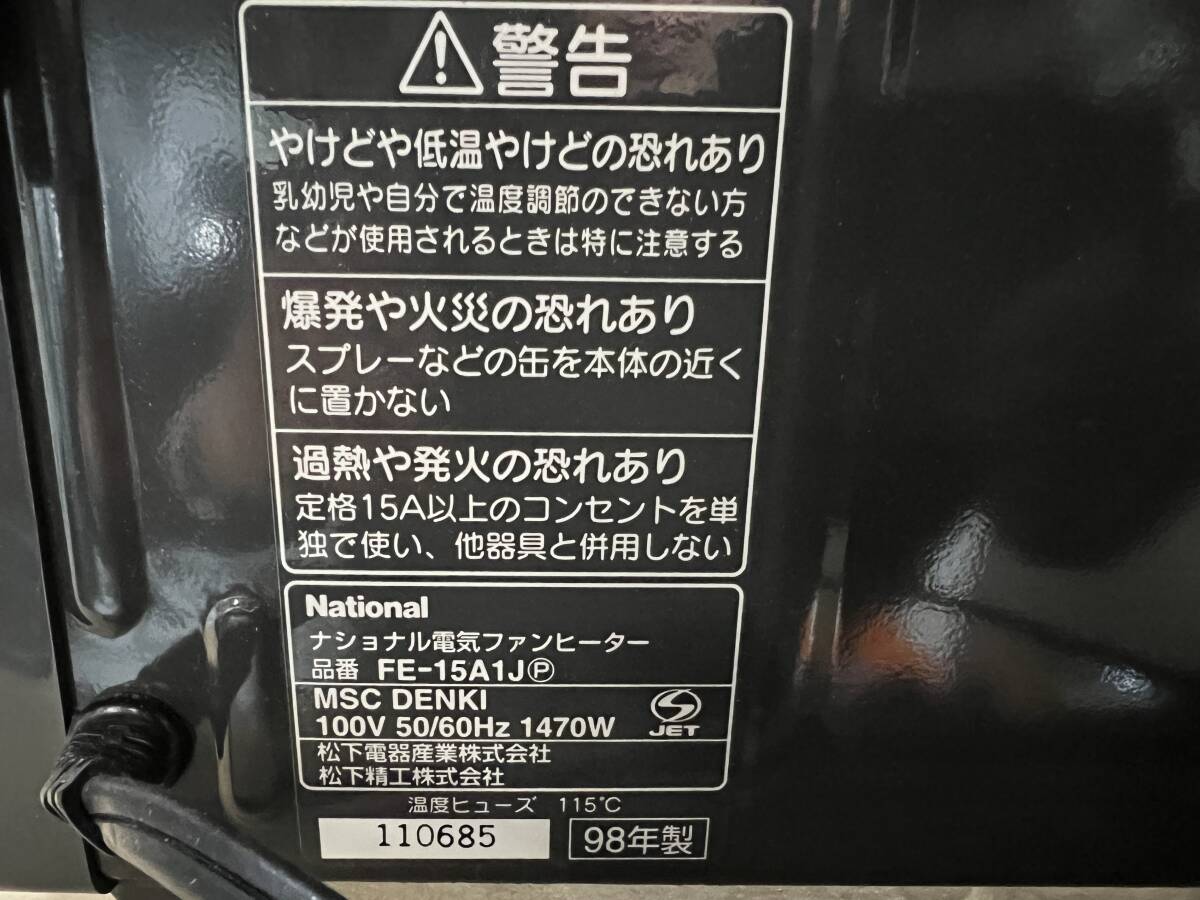 警告
やけどや低温やけどの恐れあり
乳幼児や自分で温度調節のできない方
などが使用されるときは特に注意する
爆発や火災の恐れあり
スプレーなどの缶を本体の近く
に置かない
過熱や発火の恐れあり
定格15A以上のコンセントを単
独で使い、他器具と併用しない
National
ナショナル電気ファンヒーター
品番 FE-15A1JⓅ
MSC DENKI
100V 50/60Hz 1470W
JET
松下電器産業株式会社
松下精工株式会社
温度ヒューズ 115℃
110685
98年製